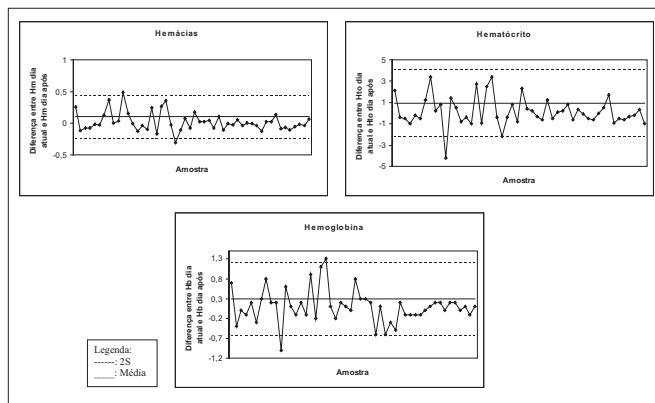 Hemácias
Diferença entre Hm dia
atual e Hm dia após
1
0,5
0
-0,5
Amostra
Hematócrito
Diferença entre Hto dia
atual e Hto dia após
5
3
1
-1
-3
-5
Amostra
Hemoglobina
Diferença entre Hb dia
atual e Hb dia após
1,3
0,8
0,3
-0,2
-0,7
-1,2
Amostra
Legenda:
------: 2S
____: Média